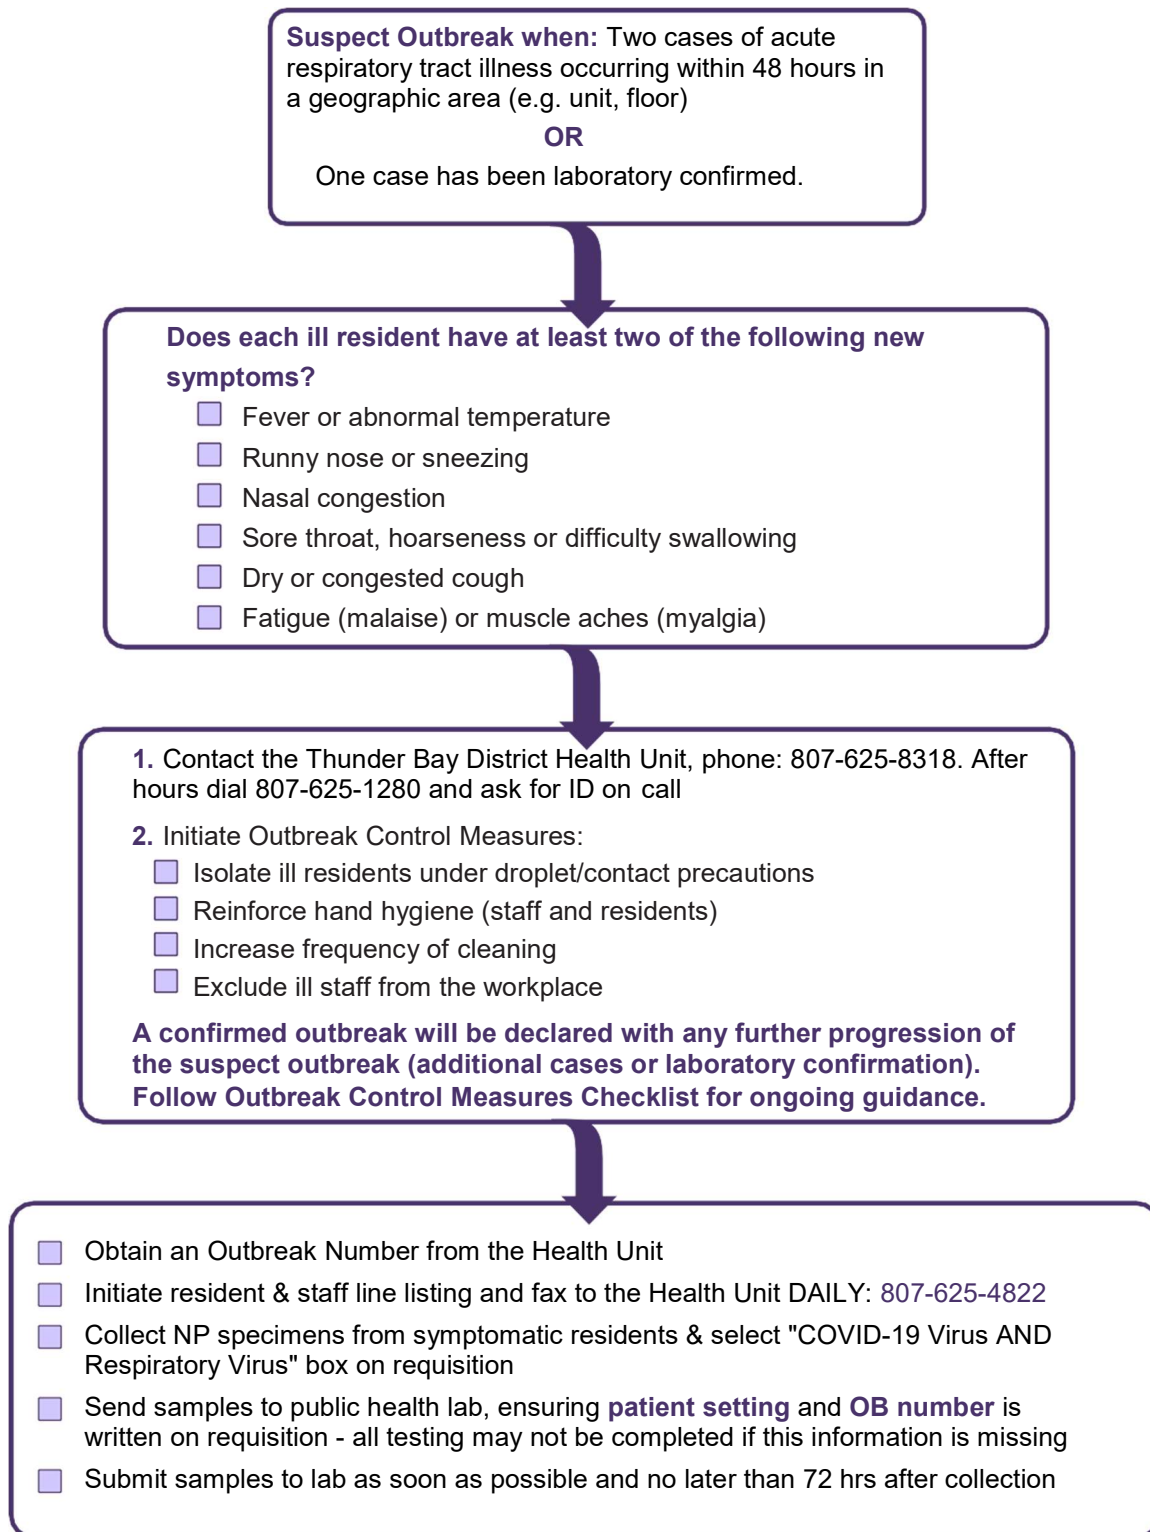 Suspect Outbreak when: Two cases of acute
respiratory tract illness occurring within 48 hours in
a geographic area (e.g. unit, floor)
OR
One case has been laboratory confirmed.
Does each ill resident have at least two of the following new
symptoms?
Fever or abnormal temperature
Runny nose or sneezing
Nasal congestion
Sore throat, hoarseness or difficulty swallowing
Dry or congested cough
Fatigue (malaise) or muscle aches (myalgia)
1. Contact the Thunder Bay District Health Unit, phone: 807-625-8318. After
hours dial 807-625-1280 and ask for ID on call
2. Initiate Outbreak Control Measures:
Isolate ill residents under droplet/contact precautions
Reinforce hand hygiene (staff and residents)
Increase frequency of cleaning
Exclude ill staff from the workplace
A confirmed outbreak will be declared with any further progression of
the suspect outbreak (additional cases or laboratory confirmation).
Follow Outbreak Control Measures Checklist for ongoing guidance.
Obtain an Outbreak Number from the Health Unit
Initiate resident & staff line listing and fax to the Health Unit DAILY: 807-625-4822
Collect NP specimens from symptomatic residents & select "COVID-19 Virus AND
Respiratory Virus" box on requisition
Send samples to public health lab, ensuring patient setting and OB number is
written on requisition - all testing may not be completed if this information is missing
Submit samples to lab as soon as possible and no later than 72 hrs after collection